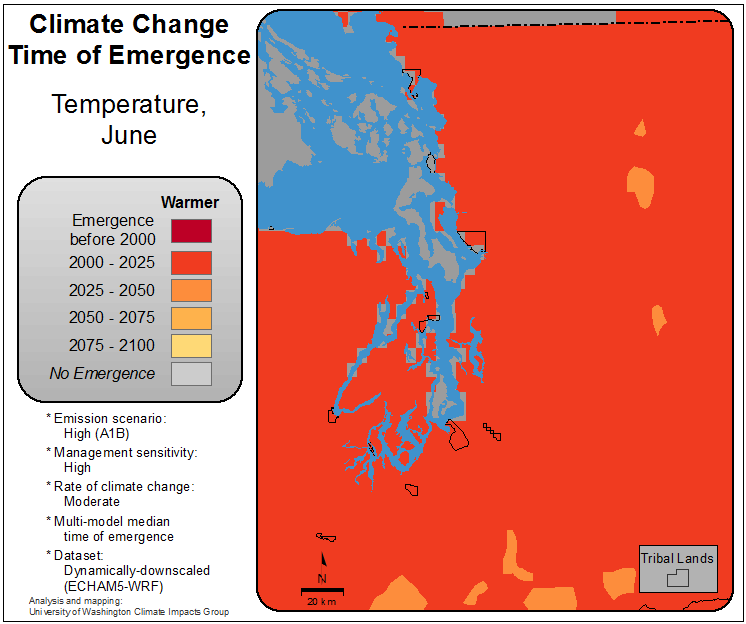 Climate Change
Time of Emergence
Temperature,
June
Warmer
Emergence
before 2000
2000 - 2025
2025 - 2050
2050 - 2075
2075 - 2100
No Emergence
* Emission scenario:
High (A1B)
* Management sensitivity:
High
* Rate of climate change:
Moderate
* Multi-model median
time of emergence
* Dataset:
Dynamically-downscaled
(ECHAM5-WRF)
Analysis and mapping:
University of Washington Climate Impacts Group
N
20 km
Tribal Lands